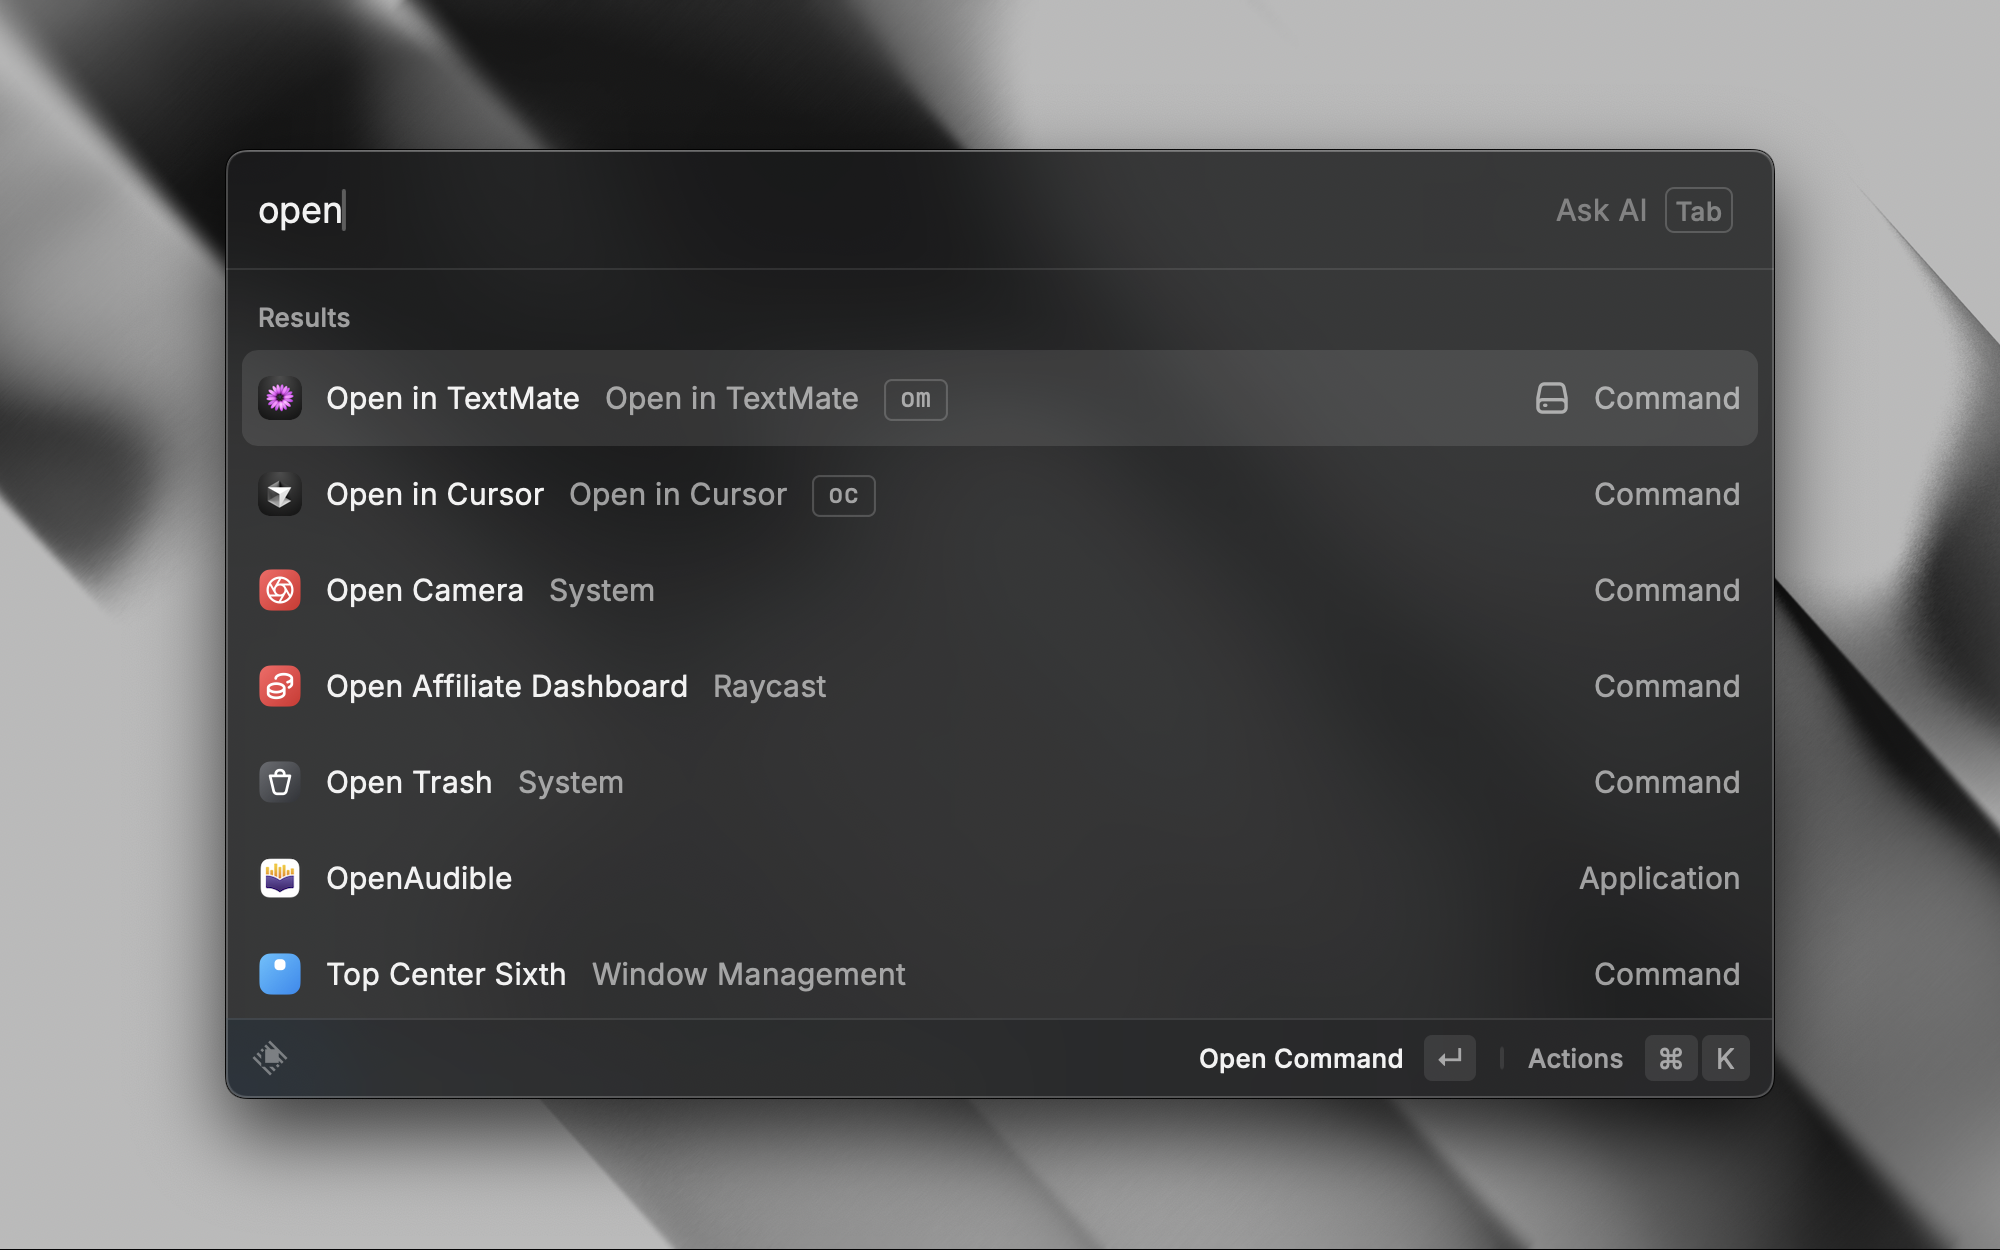 open Ask AI Tab
Results
Open in TextMate Open in TextMate om Command
Open in Cursor Open in Cursor oc Command
Open Camera System Command
Open Affiliate Dashboard Raycast Command
Open Trash System Command
OpenAudible Application
Top Center Sixth Window Management Command
Open Command ↵ Actions ⌘ K